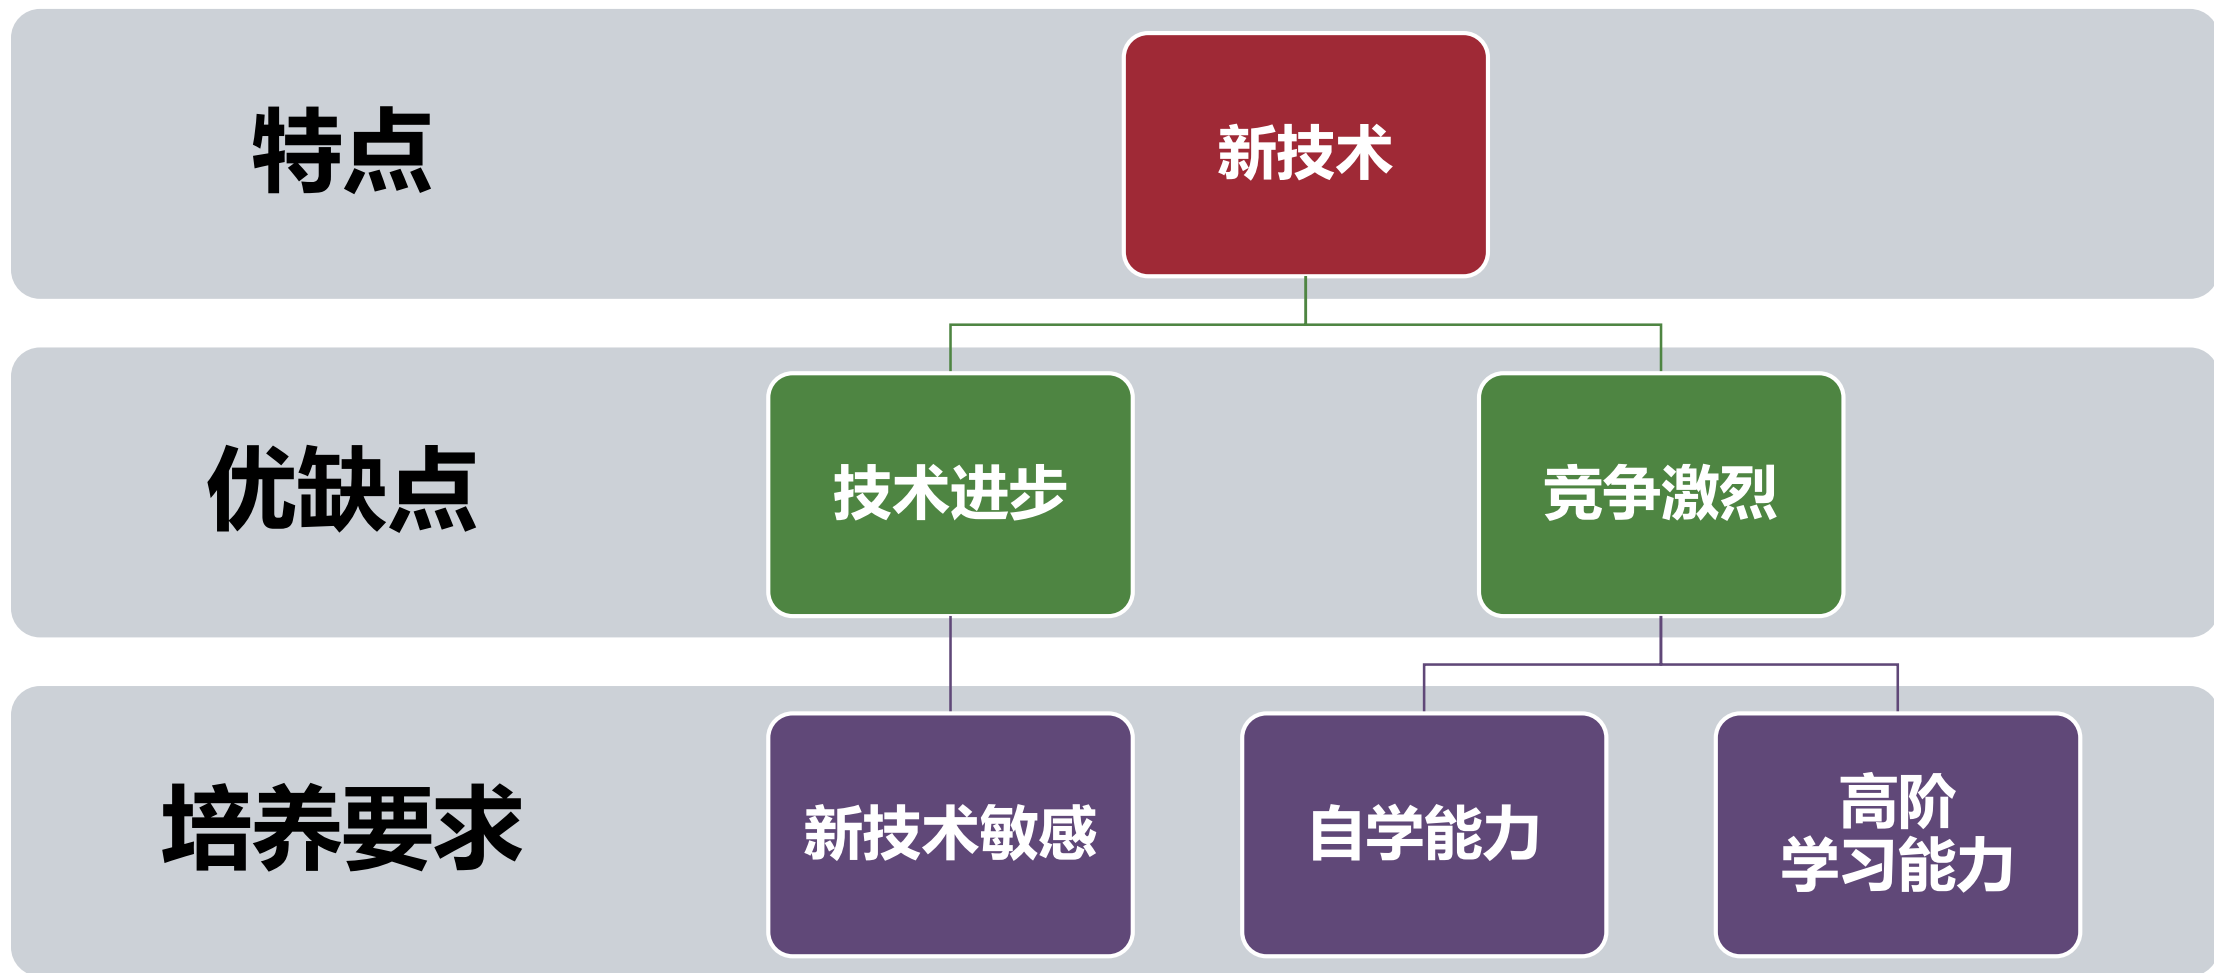 特点
新技术
优缺点
技术进步
竞争激烈
培养要求
新技术敏感
自学能力
高阶
学习能力